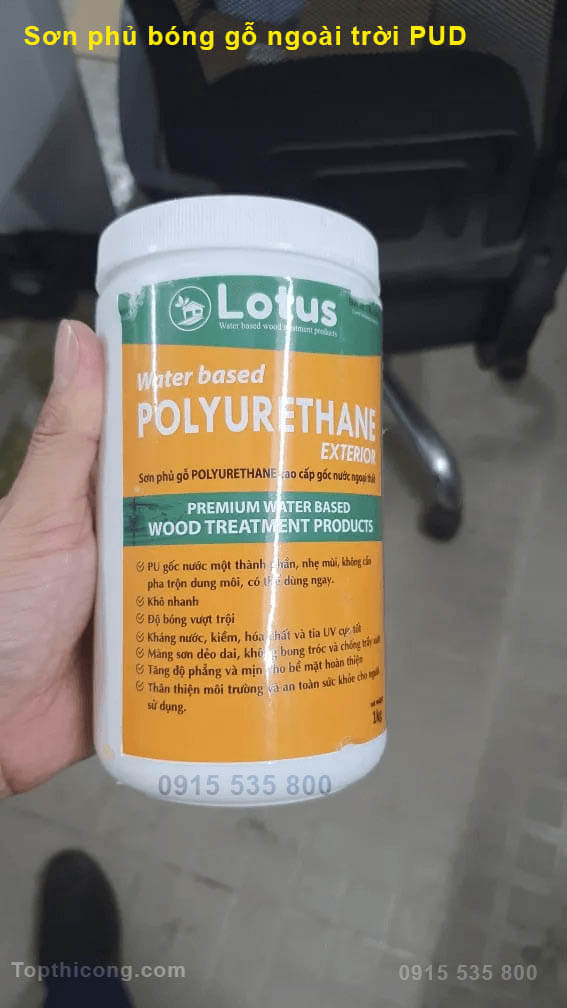 Sơn phủ bóng gỗ ngoài trời PUD
Lotus
Water based wood treatment products
Water based
POLYURETHANE
EXTERIOR
Sơn phủ gỗ POLYURETHANE cao cấp gốc nước ngoại thất
PREMIUM WATER BASED
WOOD TREATMENT PRODUCTS
PU gốc nước một thành phần, nhẹ mùi, không cần
pha trộn dung môi, có thể dùng ngay.
Khô nhanh
Độ bóng vượt trội
Kháng nước, kiềm, hóa chất và tia UV cực tốt
Màng sơn dẻo dai, không bong tróc và chống trầy xước
Tăng độ phẳng và mịn cho bề mặt hoàn thiện
Thân thiện môi trường và an toàn sức khỏe cho người
sử dụng.
net weight
1kg
0915 535 800
Topthicong.com
0915 535 800